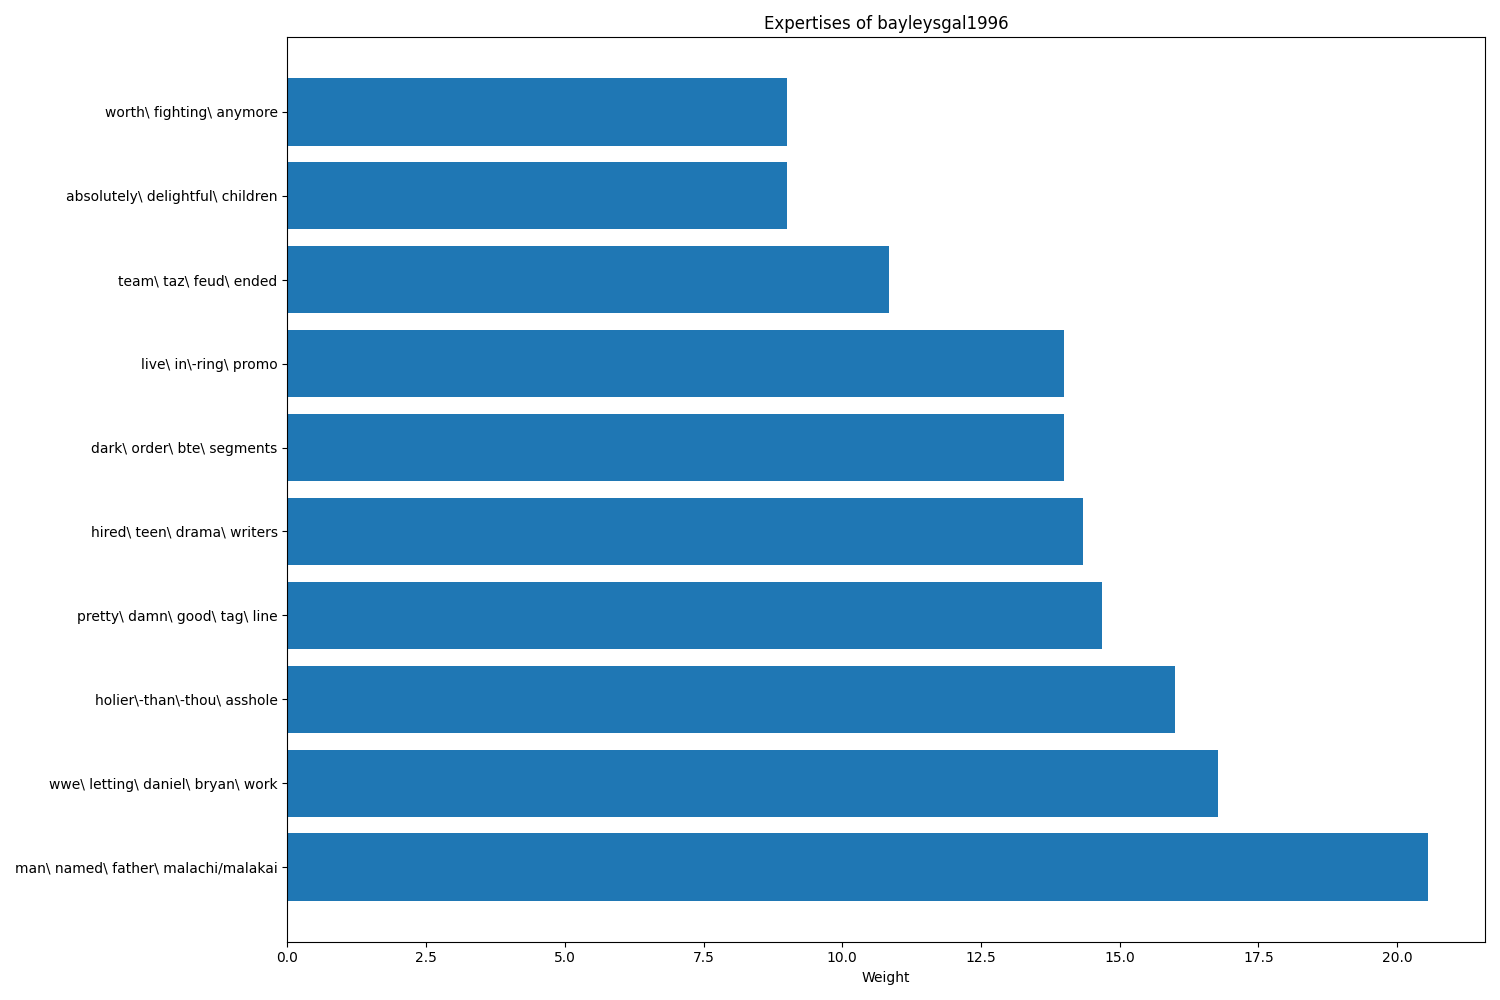 Expertises of bayleysgal1996
worth\ fighting\ anymore
absolutely\ delightful\ children
team\ taz\ feud\ ended
live\ in\-ring\ promo
dark\ order\ bte\ segments
hired\ teen\ drama\ writers
pretty\ damn\ good\ tag\ line
holier\-than\-thou\ asshole
wwe\ letting\ daniel\ bryan\ work
man\ named\ father\ malachi/malakai
0.0 2.5 5.0 7.5 10.0 12.5 15.0 17.5 20.0
Weight